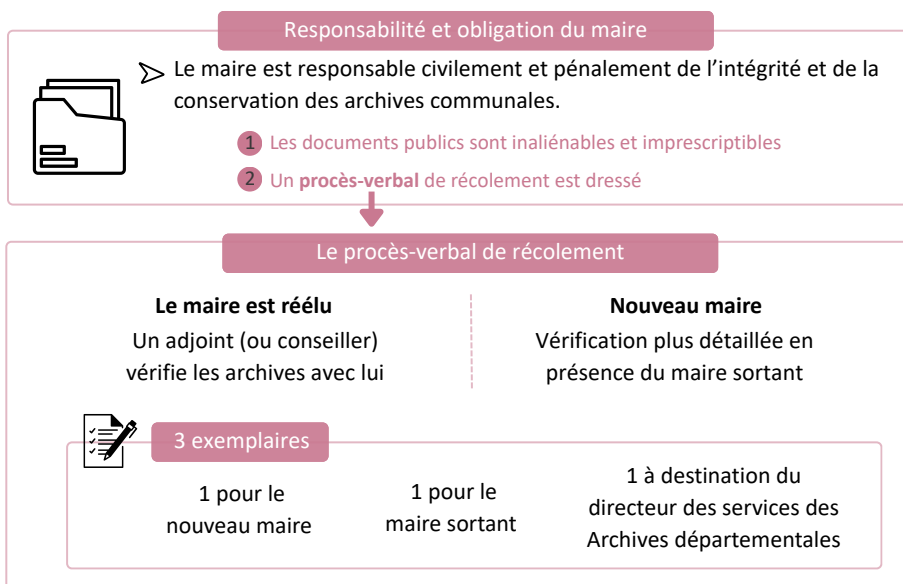 Responsabilité et obligation du maire
Le maire est responsable civilement et pénalement de l'intégrité et de la
conservation des archives communales.
1 Les documents publics sont inaliénables et imprescriptibles
2 Un procès-verbal de récolement est dressé
Le procès-verbal de récolement
Le maire est réélu
Un adjoint (ou conseiller)
vérifie les archives avec lui
Nouveau maire
Vérification plus détaillée en
présence du maire sortant
3 exemplaires
1 pour le
nouveau maire
1 pour le
maire sortant
1 à destination du
directeur des services des
Archives départementales